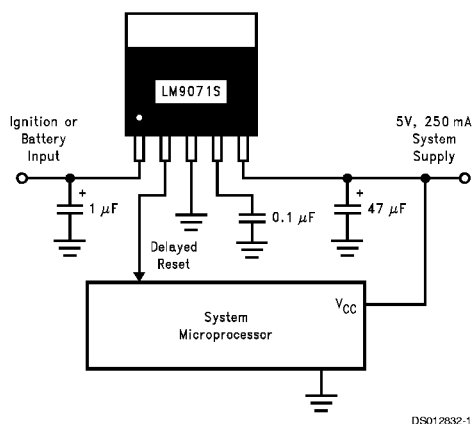 LM9071S
Ignition or
Battery
Input
5V, 250 mA
System
Supply
+
1 μF
0.1 μF
+
47 μF
Delayed
Reset
VCC
System
Microprocessor
DS012832-1